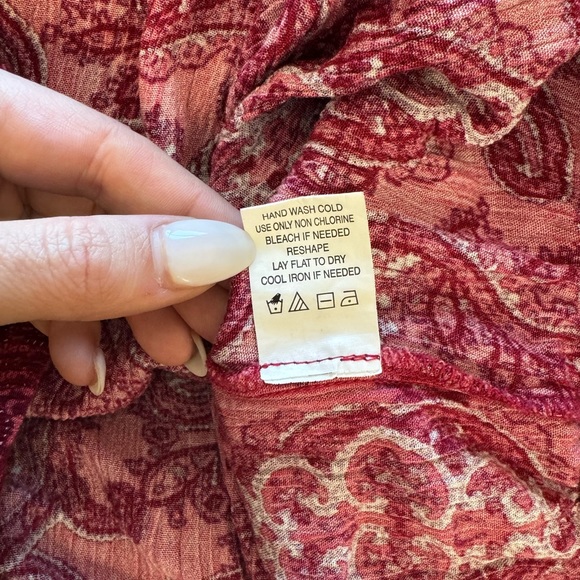 HAND WASH COLD
USE ONLY NON CHLORINE
BLEACH IF NEEDED
RESHAPE
LAY FLAT TO DRY
COOL IRON IF NEEDED